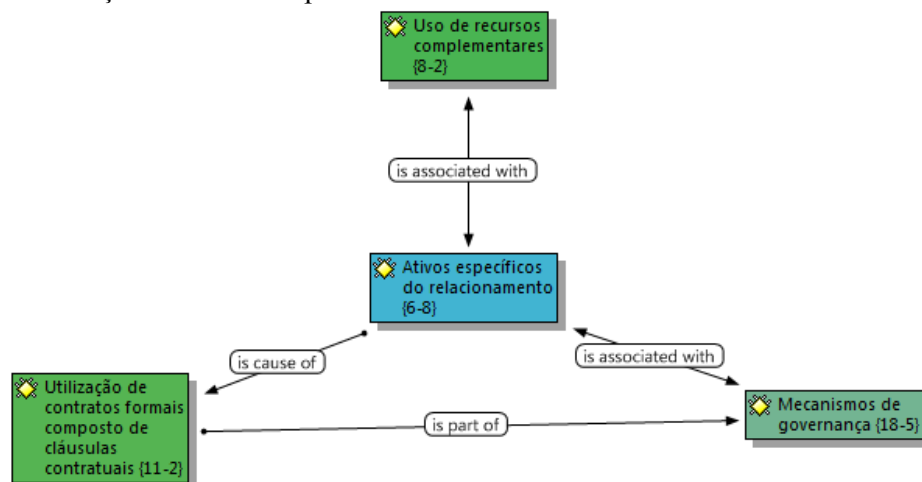 Uso de recursos
complementares
{8-2}
is associated with
Ativos específicos
do relacionamento
{6-8}
is cause of
is associated with
Utilização de
contratos formais
composto de
cláusulas
contratuais {11-2}
is part of
Mecanismos de
governança {18-5}